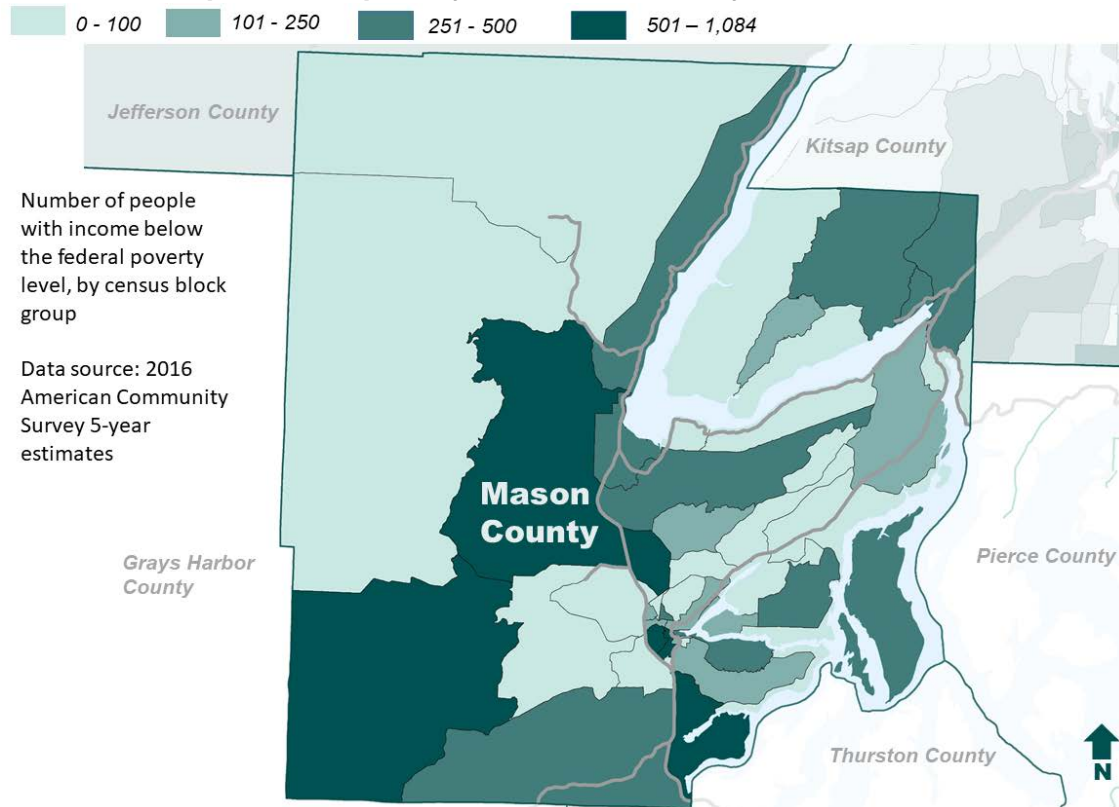 0 - 100
101 - 250
251 - 500
501 – 1,084
Jefferson County
Kitsap County
Number of people
with income below
the federal poverty
level, by census block
group
Data source: 2016
American Community
Survey 5-year
estimates
Mason
County
Grays Harbor
County
Pierce County
Thurston County
N